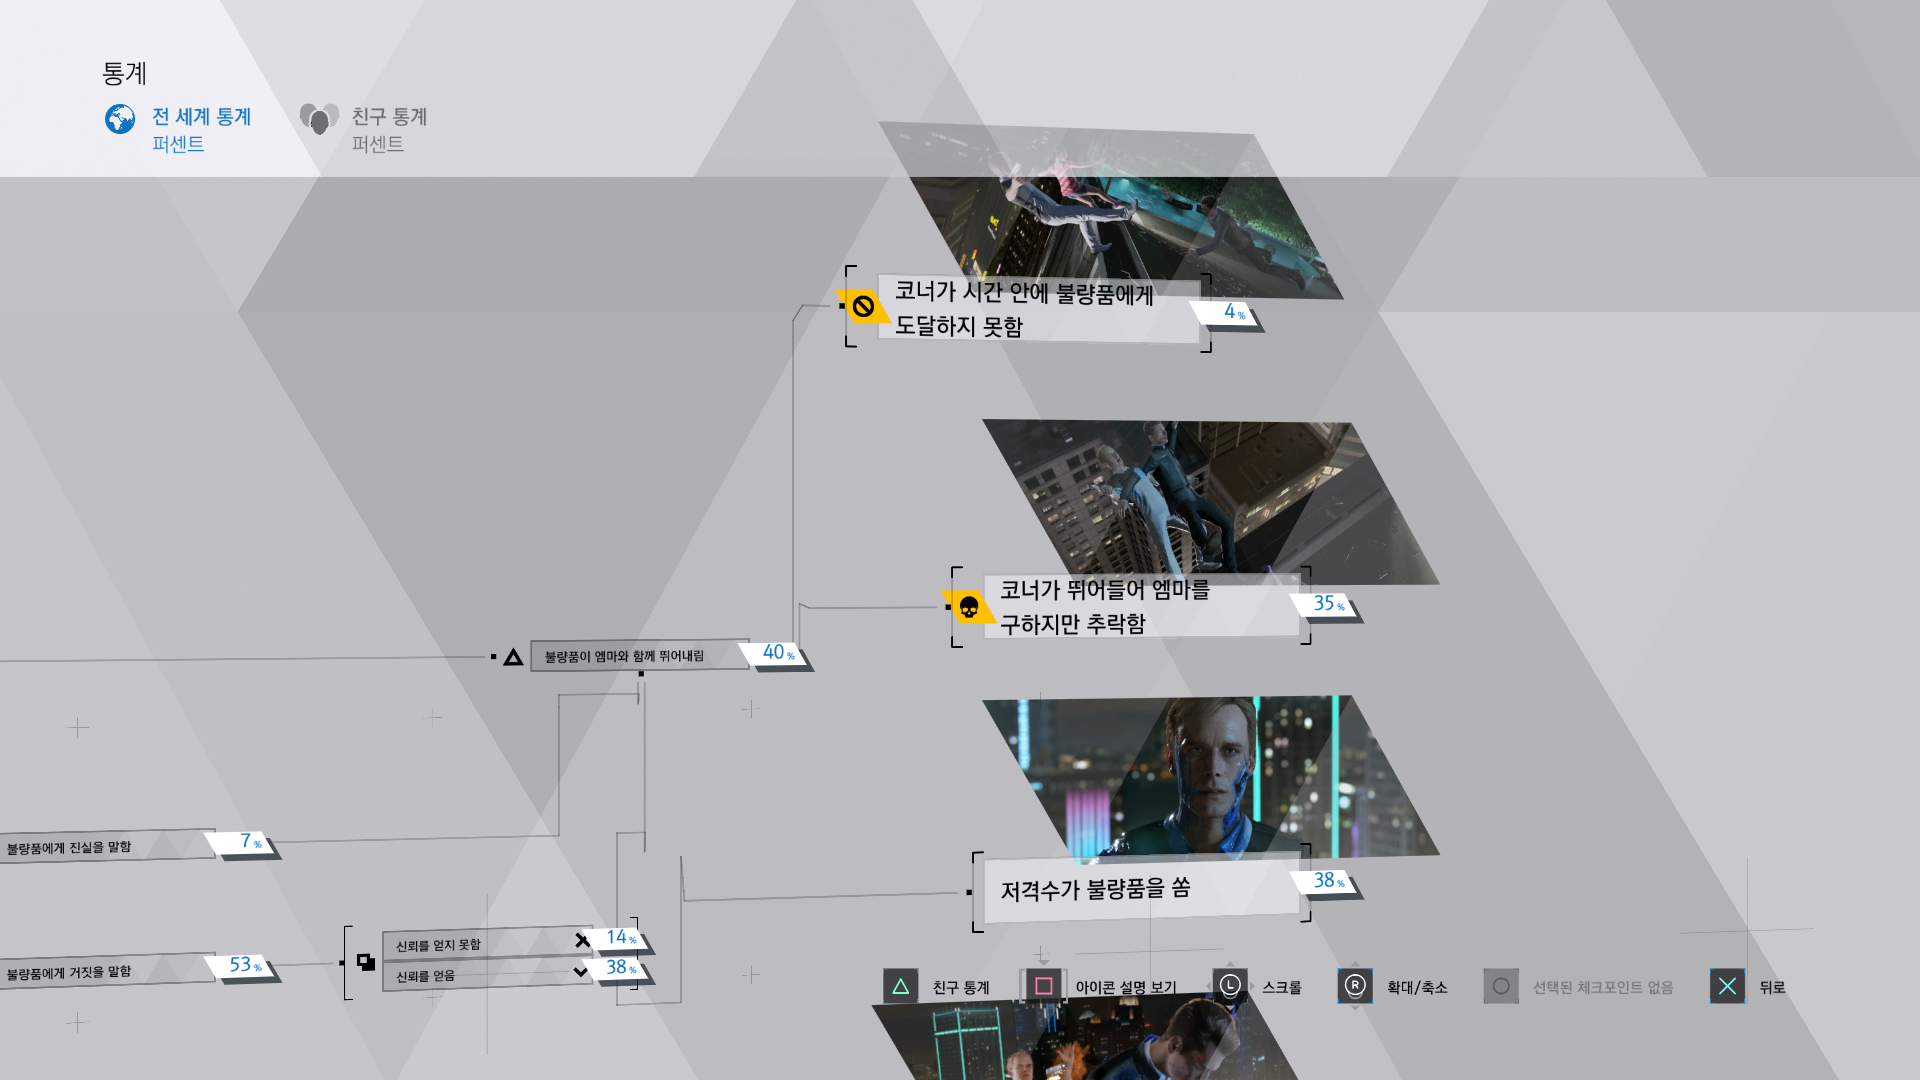 통계
전 세계 통계
퍼센트
친구 통계
퍼센트
코너가 시간 안에 불량품에게
도달하지 못함
4%
코너가 뛰어들어 엠마를
구하지만 추락함
35%
불량품이 엠마와 함께 뛰어내림
40%
불량품에게 진실을 말함
7%
저격수가 불량품을 쏨
38%
신뢰를 얻지 못함
14%
불량품에게 거짓을 말함
53%
신뢰를 얻음
38%
친구 통계
아이콘 설명 보기
L
스크롤
R
확대/축소
선택된 체크포인트 없음
뒤로